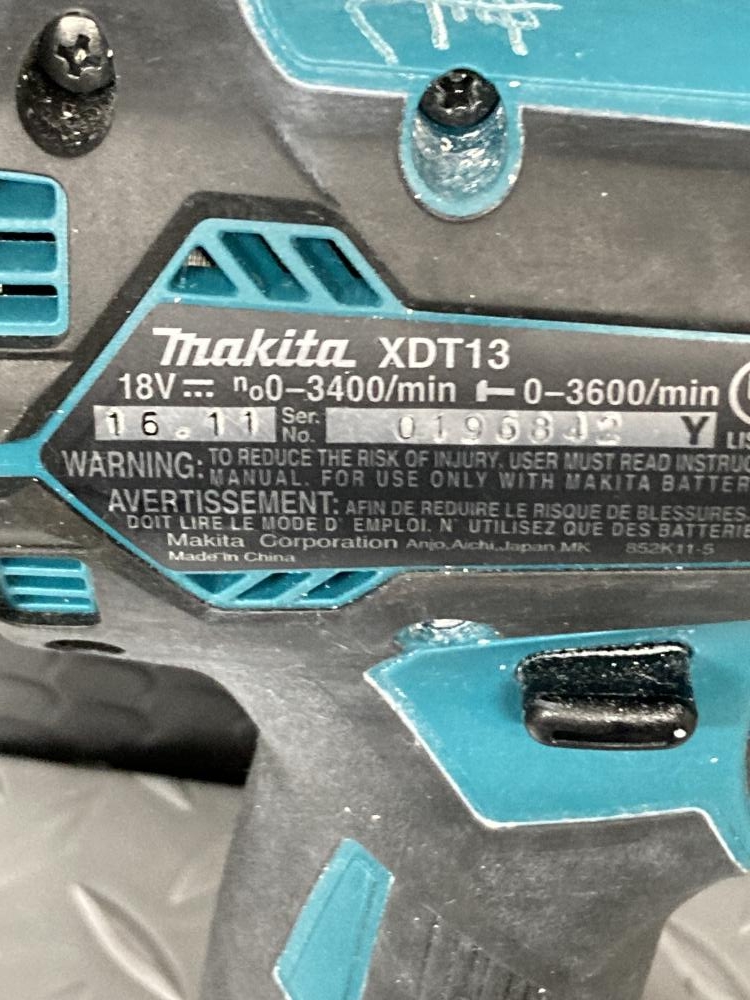 Makita XDT13
18V⎓ n₀0–3400/min 0–3600/min
16.11 Ser. No. 0196842 Y
WARNING: TO REDUCE THE RISK OF INJURY, USER MUST READ
MANUAL. FOR USE ONLY WITH MAKITA
AVERTISSEMENT: AFIN DE REDUIRE LE RISQUE DE BLESSURES,
DOIT LIRE LE MODE D' EMPLOI. N' UTILISEZ QUE DES
Makita Corporation Anjo,Aichi,Japan MK 852K11-5
Made in China